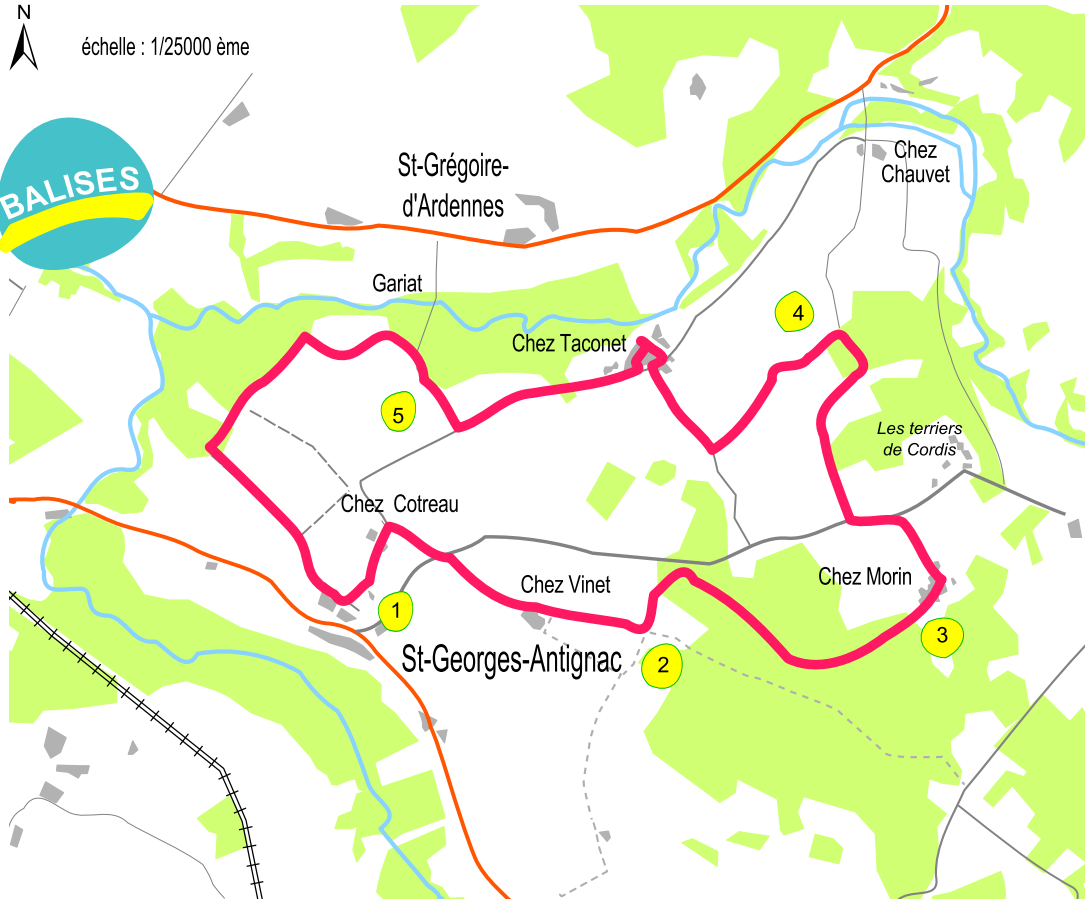 N
échelle : 1/25000 ème
BALISES
St-Grégoire-
d'Ardennes
Chez
Chauvet
Gariat
4
Chez Taconet
5
Les terriers
de Cordis
Chez Cotreau
Chez Vinet
Chez Morin
1
3
St-Georges-Antignac
2